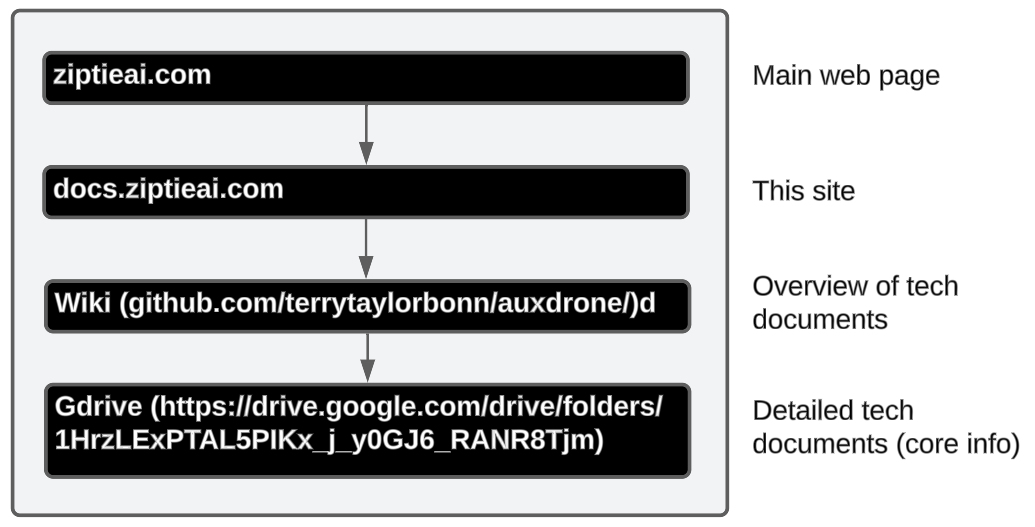 ziptieai.com
Main web page
docs.ziptieai.com
This site
Wiki (github.com/terrytaylorbonn/auxdrone/)d
Overview of tech
documents
Gdrive (https://drive.google.com/drive/folders/
1HrzLExPTAL5PIKx_j_y0GJ6_RANR8Tjm)
Detailed tech
documents (core info)